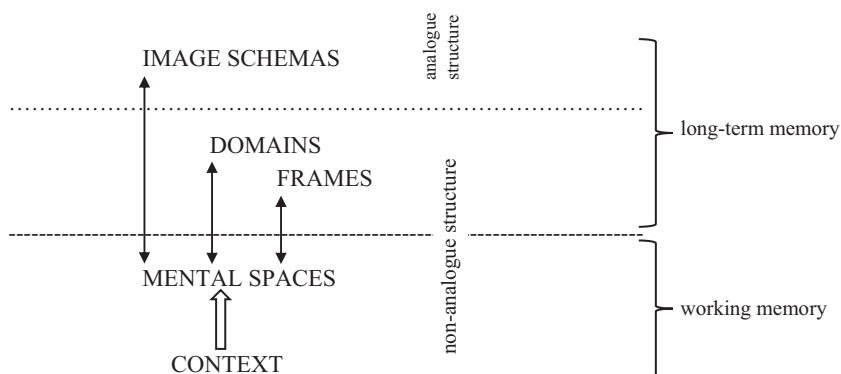 IMAGE SCHEMAS
analogue
structure
long-term memory
DOMAINS
FRAMES
non-analogue structure
MENTAL SPACES
working memory
CONTEXT